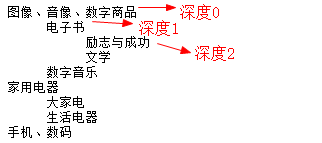 图像、音像、数字商品 深度0
电子书 深度1
励志与成功
文学 深度2
数字音乐
家用电器
大家电
生活电器
手机、数码